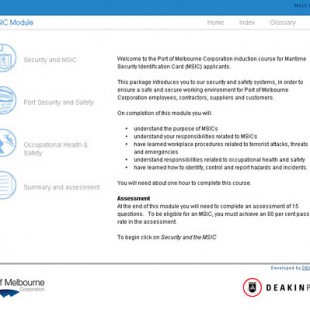 MSIC
SIC Module
Home Index Glossary
Security and MSIC
Port Security and Safety
Occupational Health &
Safety
Summary and assessment
Welcome to the Port of Melbourne Corporation induction course for Maritime
Security Identification Card (MSIC) applicants.
This package introduces you to our security and safety systems, in order to
ensure a safe and secure working environment for Port of Melbourne
Corporation employees, contractors, suppliers and customers.
On completion of this module you will:
• understand the purpose of MSICs
• understand your responsibilities related to MSICs
• have learned workplace procedures related to terrorist attacks, threats
and emergencies
• understand responsibilities related to occupational health and safety
• have learned how to identify, control and report hazards and incidents.
You will need about one hour to complete this course.
Assessment
At the end of this module you will need to complete an assessment of 15
questions. To be eligible for an MSIC, you must achieve an 80 per cent pass
rate in the assessment.
To begin click on Security and the MSIC
Developed by DEA
of Melbourne
Corporation
DEAKINP